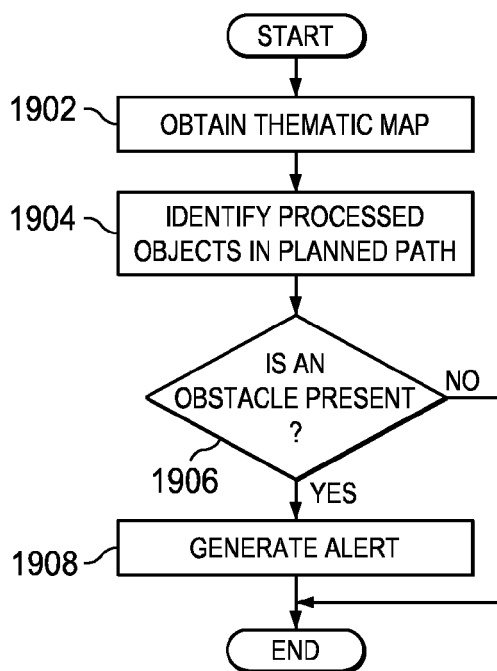 START
1902
OBTAIN THEMATIC MAP
1904
IDENTIFY PROCESSED
OBJECTS IN PLANNED PATH
IS AN
OBSTACLE PRESENT
?
NO
1906
YES
1908
GENERATE ALERT
END